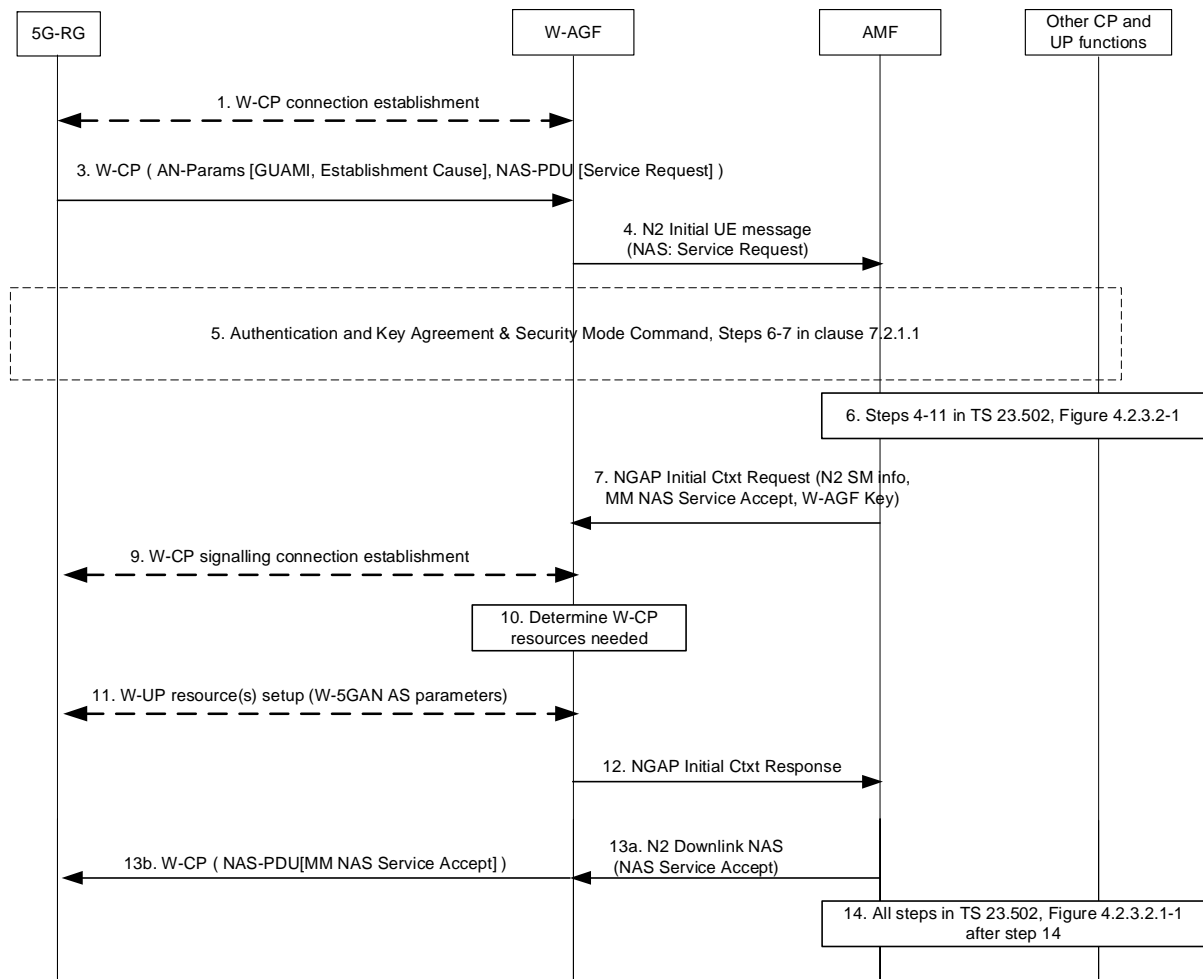 5G-RG
W-AGF
AMF
Other CP and
UP functions
1. W-CP connection establishment
3. W-CP ( AN-Params [GUAMI, Establishment Cause], NAS-PDU [Service Request] )
4. N2 Initial UE message
(NAS: Service Request)
5. Authentication and Key Agreement & Security Mode Command, Steps 6-7 in clause 7.2.1.1
6. Steps 4-11 in TS 23.502, Figure 4.2.3.2-1
7. NGAP Initial Ctxt Request (N2 SM info,
MM NAS Service Accept, W-AGF Key)
9. W-CP signalling connection establishment
10. Determine W-CP
resources needed
11. W-UP resource(s) setup (W-5GAN AS parameters)
12. NGAP Initial Ctxt Response
13a. N2 Downlink NAS
(NAS Service Accept)
13b. W-CP ( NAS-PDU[MM NAS Service Accept] )
14. All steps in TS 23.502, Figure 4.2.3.2.1-1
after step 14